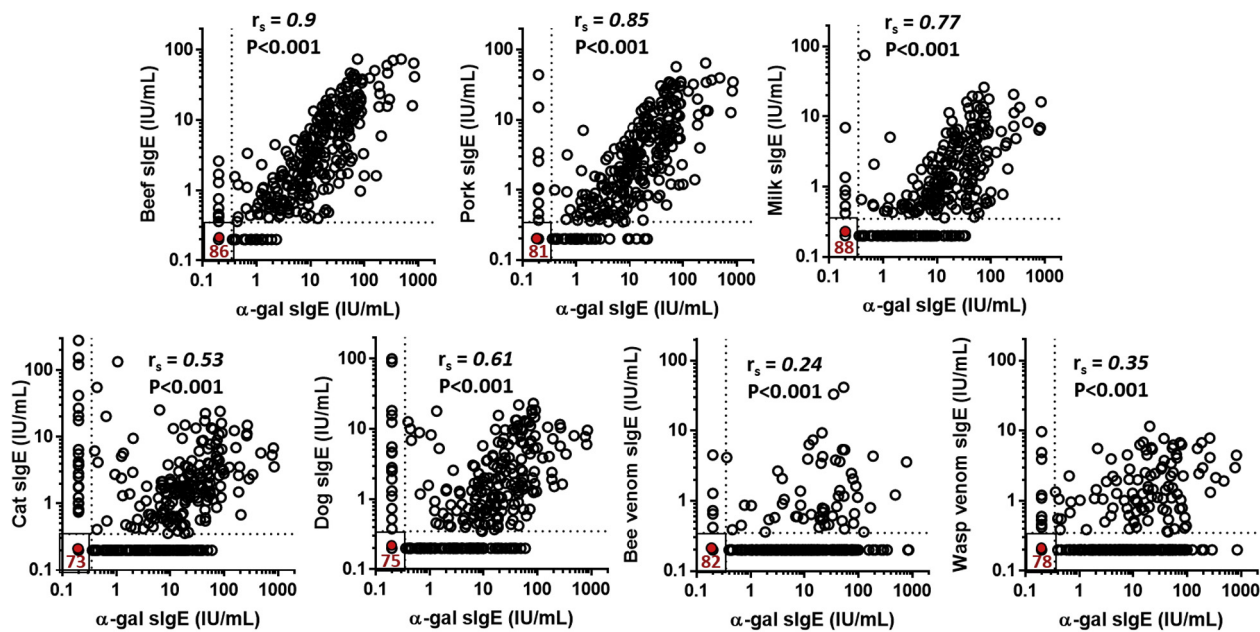 r_s = 0.9
P<0.001
Beef sIgE (IU/mL)
100
10
1
0.1
86
0.1 1 10 100 1000
α-gal sIgE (IU/mL)
r_s = 0.85
P<0.001
Pork sIgE (IU/mL)
100
10
1
0.1
81
0.1 1 10 100 1000
α-gal sIgE (IU/mL)
r_s = 0.77
P<0.001
Milk sIgE (IU/mL)
100
10
1
0.1
88
0.1 1 10 100 1000
α-gal sIgE (IU/mL)
r_s = 0.53
P<0.001
Cat sIgE (IU/mL)
100
10
1
0.1
73
0.1 1 10 100 1000
α-gal sIgE (IU/mL)
r_s = 0.61
P<0.001
Dog sIgE (IU/mL)
100
10
1
0.1
75
0.1 1 10 100 1000
α-gal sIgE (IU/mL)
r_s = 0.24
P<0.001
Bee venom sIgE (IU/mL)
100
10
1
0.1
82
0.1 1 10 100 1000
α-gal sIgE (IU/mL)
r_s = 0.35
P<0.001
Wasp venom sIgE (IU/mL)
100
10
1
0.1
78
0.1 1 10 100 1000
α-gal sIgE (IU/mL)